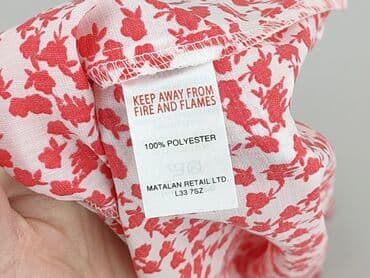 KEEP AWAY FROM
FIRE AND FLAMES
100% POLYESTER
MATALAN RETAIL LTD.
L33 7SZ